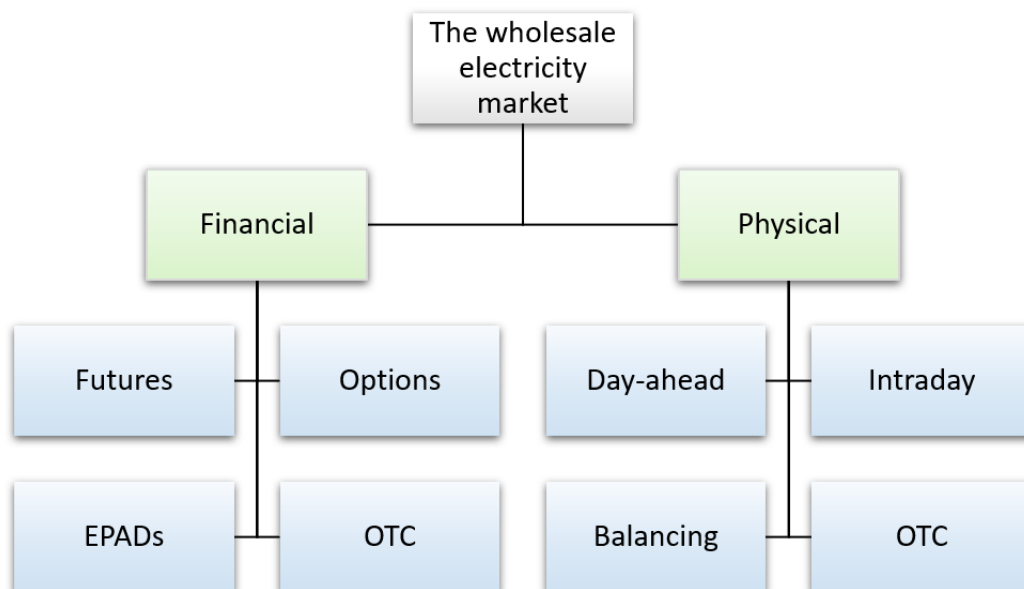 The wholesale
electricity
market
Financial
Physical
Futures
Options
Day-ahead
Intraday
EPADs
OTC
Balancing
OTC